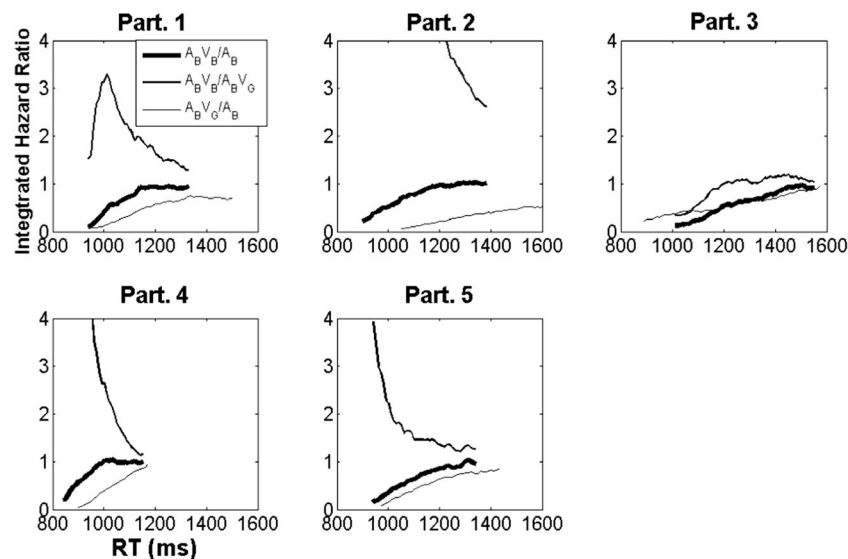 Part. 1
Part. 2
Part. 3
Integtrated Hazard Ratio
4
3
2
1
0
A_BV_B/A_B
A_BV_B/A_BV_G
A_BV_G/A_B
800 1000 1200 1400 1600
4
3
2
1
0
800 1000 1200 1400 1600
4
3
2
1
0
800 1000 1200 1400 1600
Part. 4
Part. 5
4
3
2
1
0
800 1000 1200 1400 1600
RT (ms)
4
3
2
1
0
800 1000 1200 1400 1600